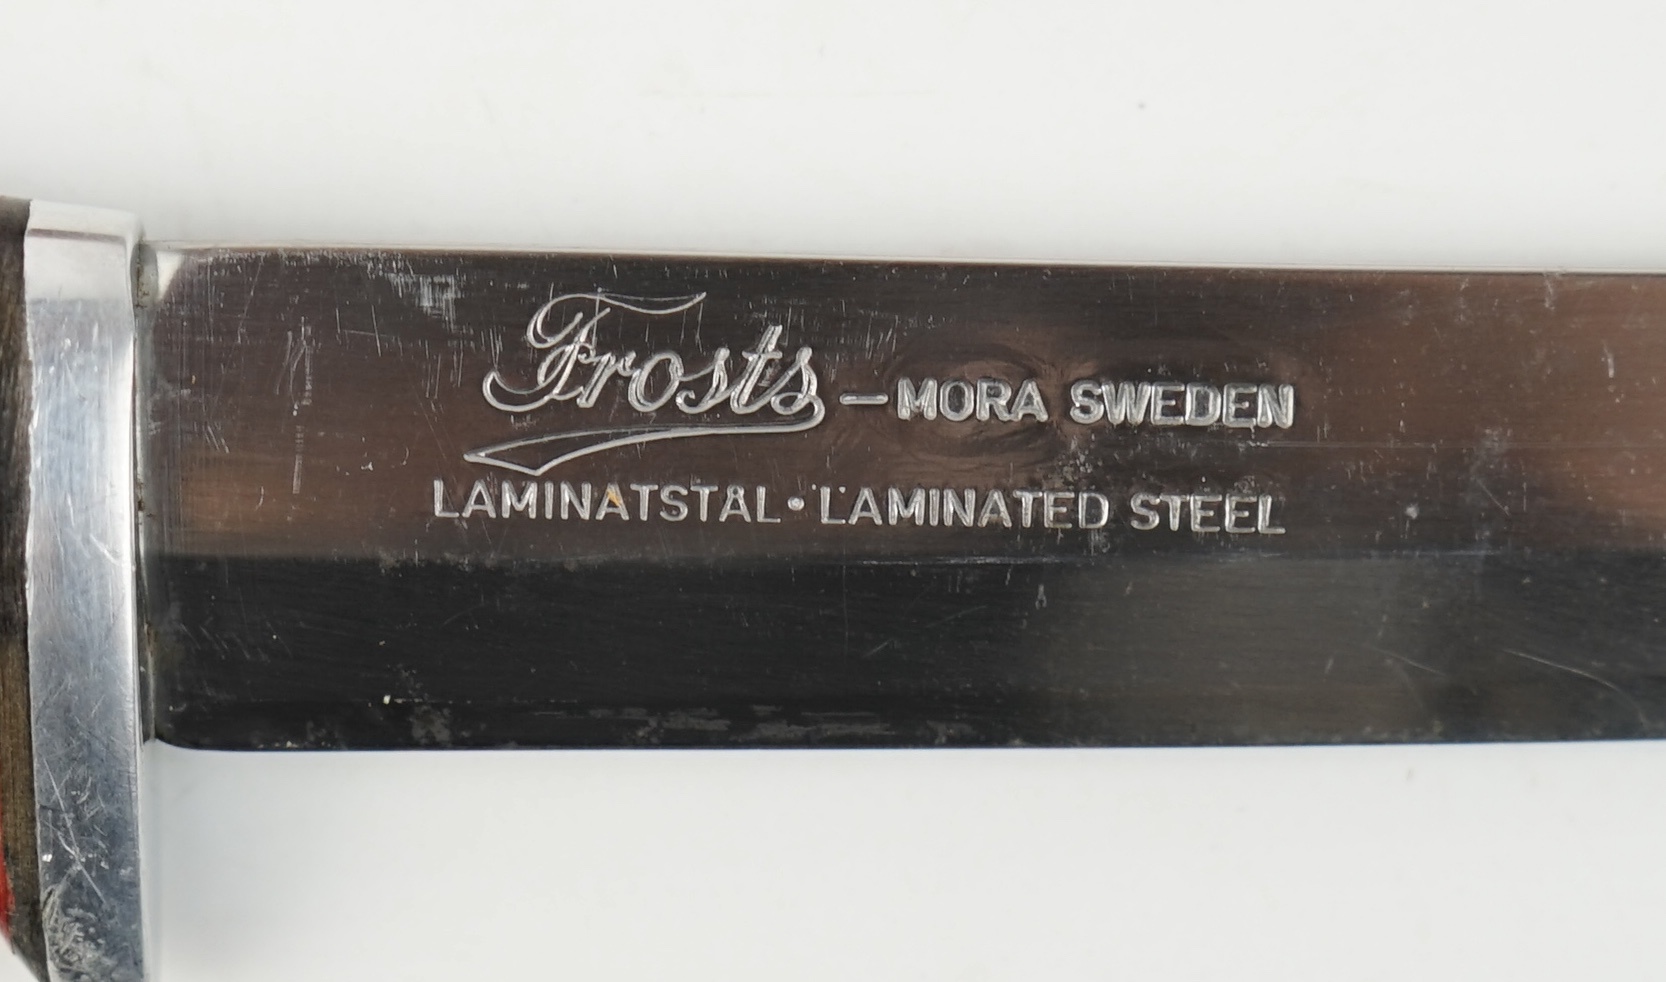 Frosts – MORA SWEDEN
LAMINATSTÅL · LAMINATED STEEL